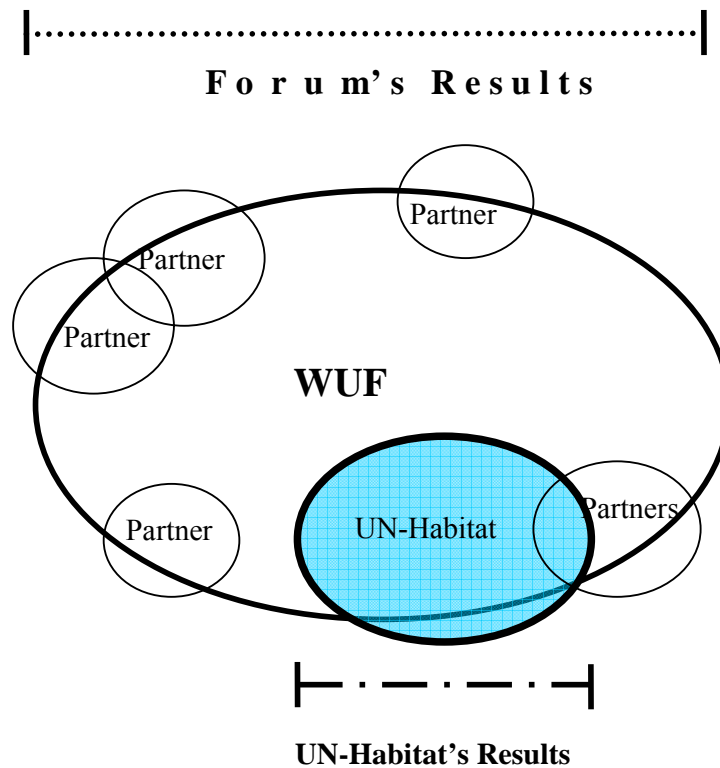 Forum's Results
Partner
Partner
Partner
WUF
Partners
Partner
UN-Habitat
UN-Habitat's Results